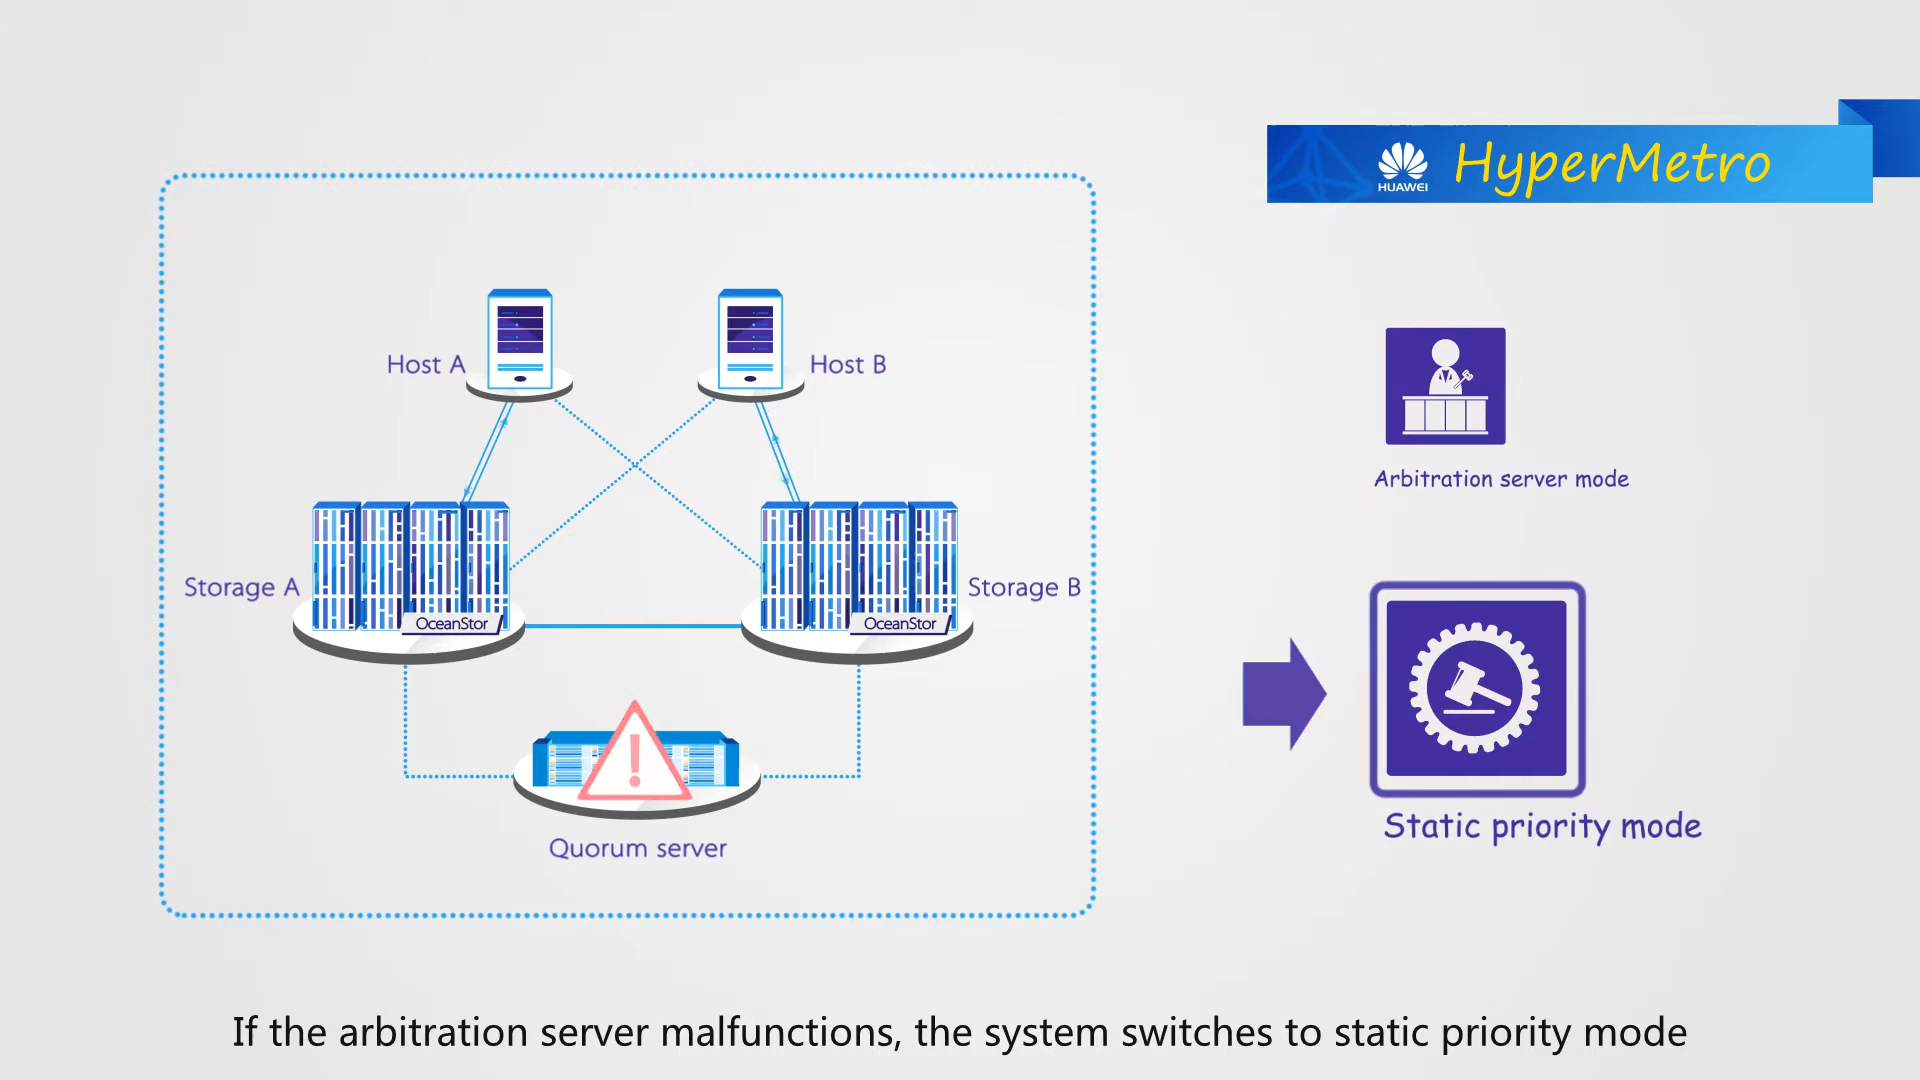 HUAWEI HyperMetro
Host A
Host B
Arbitration server mode
Storage A
Storage B
OceanStor
OceanStor
Static priority mode
Quorum server
If the arbitration server malfunctions, the system switches to static priority mode